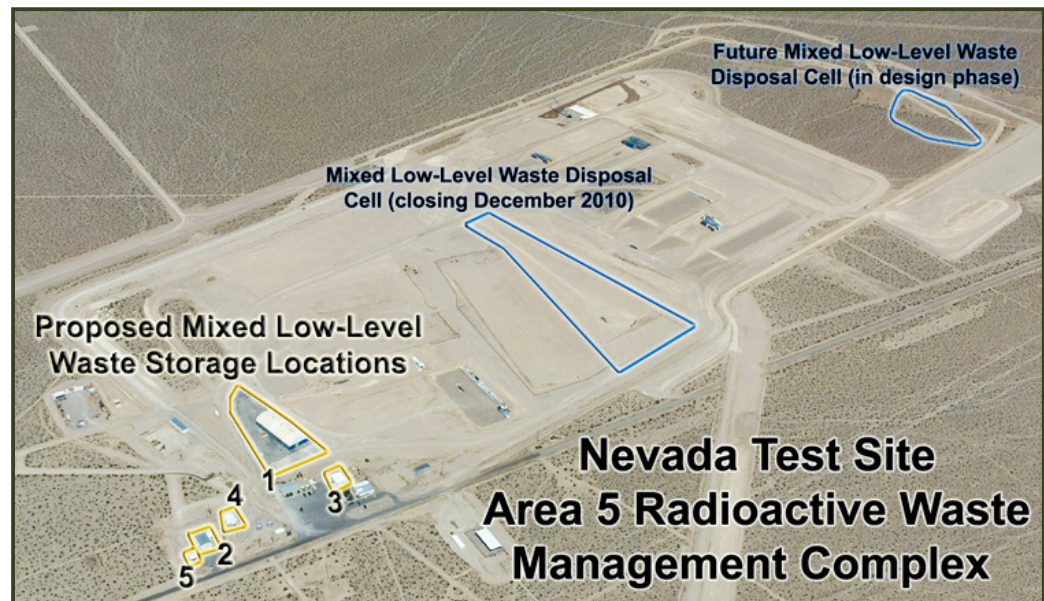 Future Mixed Low-Level Waste
Disposal Cell (in design phase)
Mixed Low-Level Waste Disposal
Cell (closing December 2010)
Proposed Mixed Low-Level
Waste Storage Locations
1
3
4
2
5
Nevada Test Site
Area 5 Radioactive Waste
Management Complex